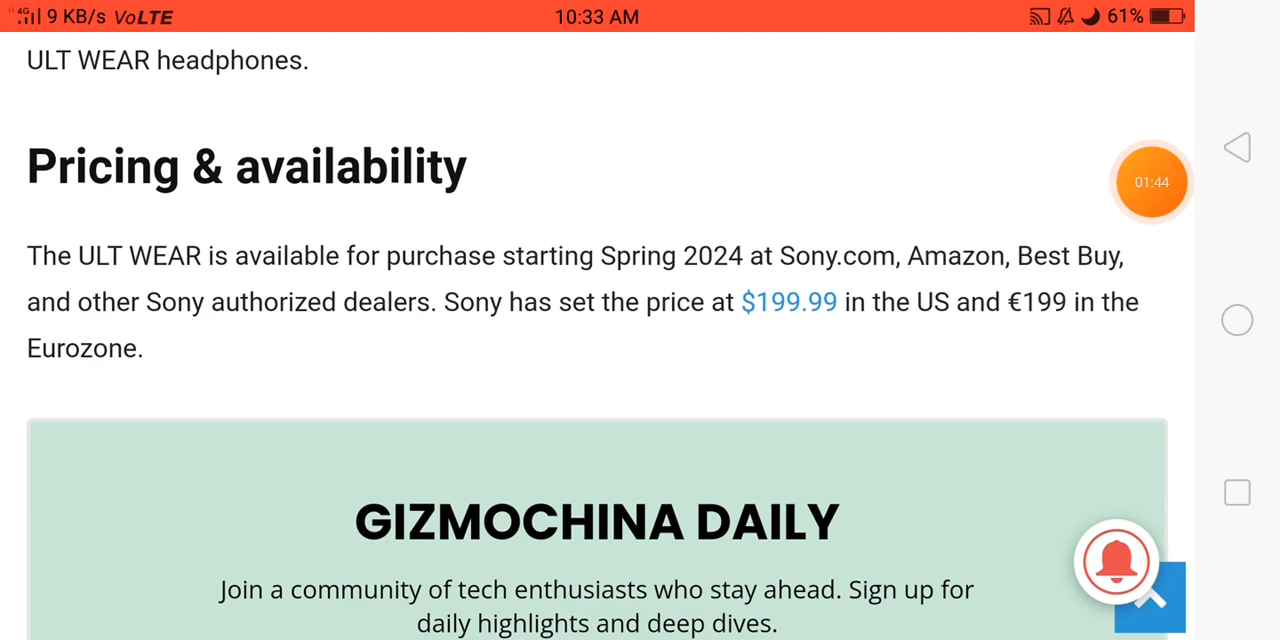 4G 9 KB/s VoLTE 10:33 AM 61%
ULT WEAR headphones.
Pricing & availability
01:44
The ULT WEAR is available for purchase starting Spring 2024 at Sony.com, Amazon, Best Buy,
and other Sony authorized dealers. Sony has set the price at $199.99 in the US and €199 in the
Eurozone.
GIZMOCHINA DAILY
Join a community of tech enthusiasts who stay ahead. Sign up for
daily highlights and deep dives.